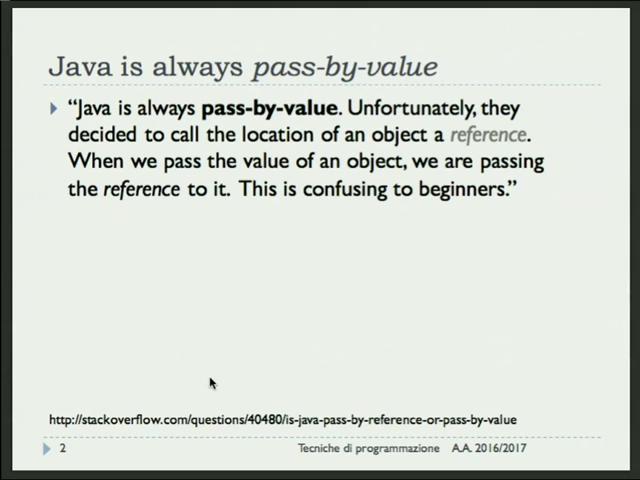 Java is always pass-by-value
“Java is always pass-by-value. Unfortunately, they
decided to call the location of an object a reference.
When we pass the value of an object, we are passing
the reference to it. This is confusing to beginners.”
http://stackoverflow.com/questions/40480/is-java-pass-by-reference-or-pass-by-value
2 Tecniche di programmazione A.A. 2016/2017